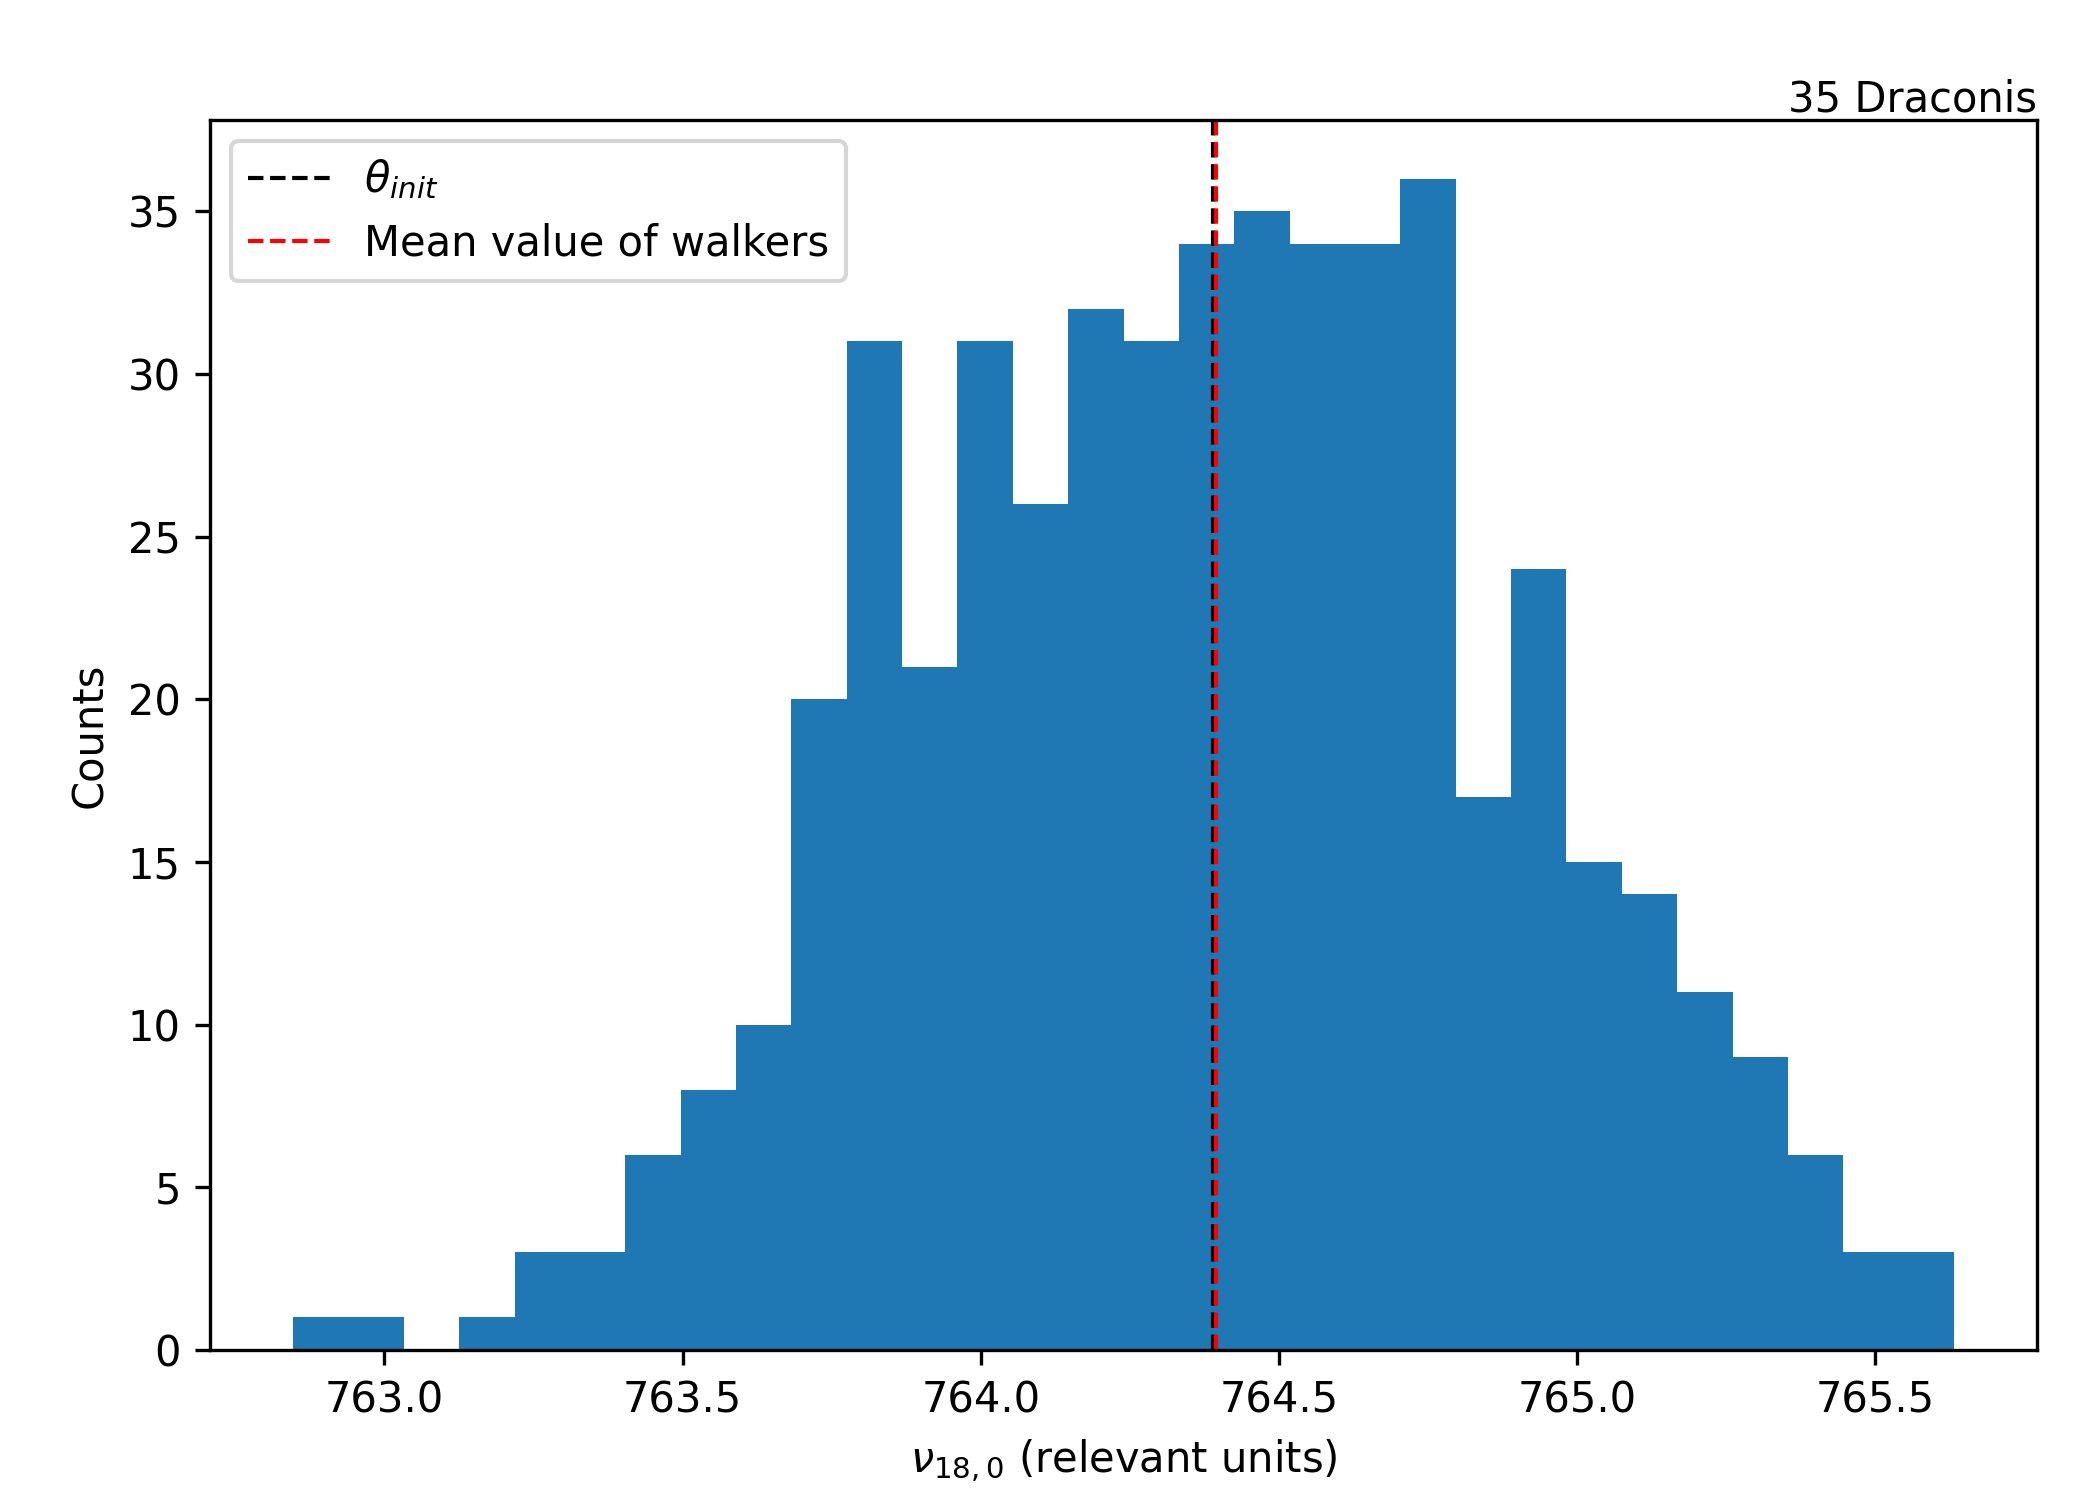 35 Draconis
θ_init
Mean value of walkers
35
30
25
20
15
10
5
0
Counts
763.0 763.5 764.0 764.5 765.0 765.5
ν_18,0 (relevant units)